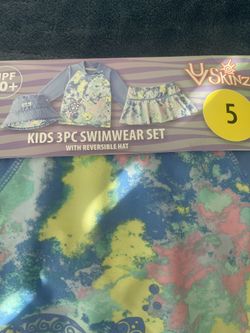 UPF
50+
UV
SKINZ
5
KIDS 3PC SWIMWEAR SET
WITH REVERSIBLE HAT